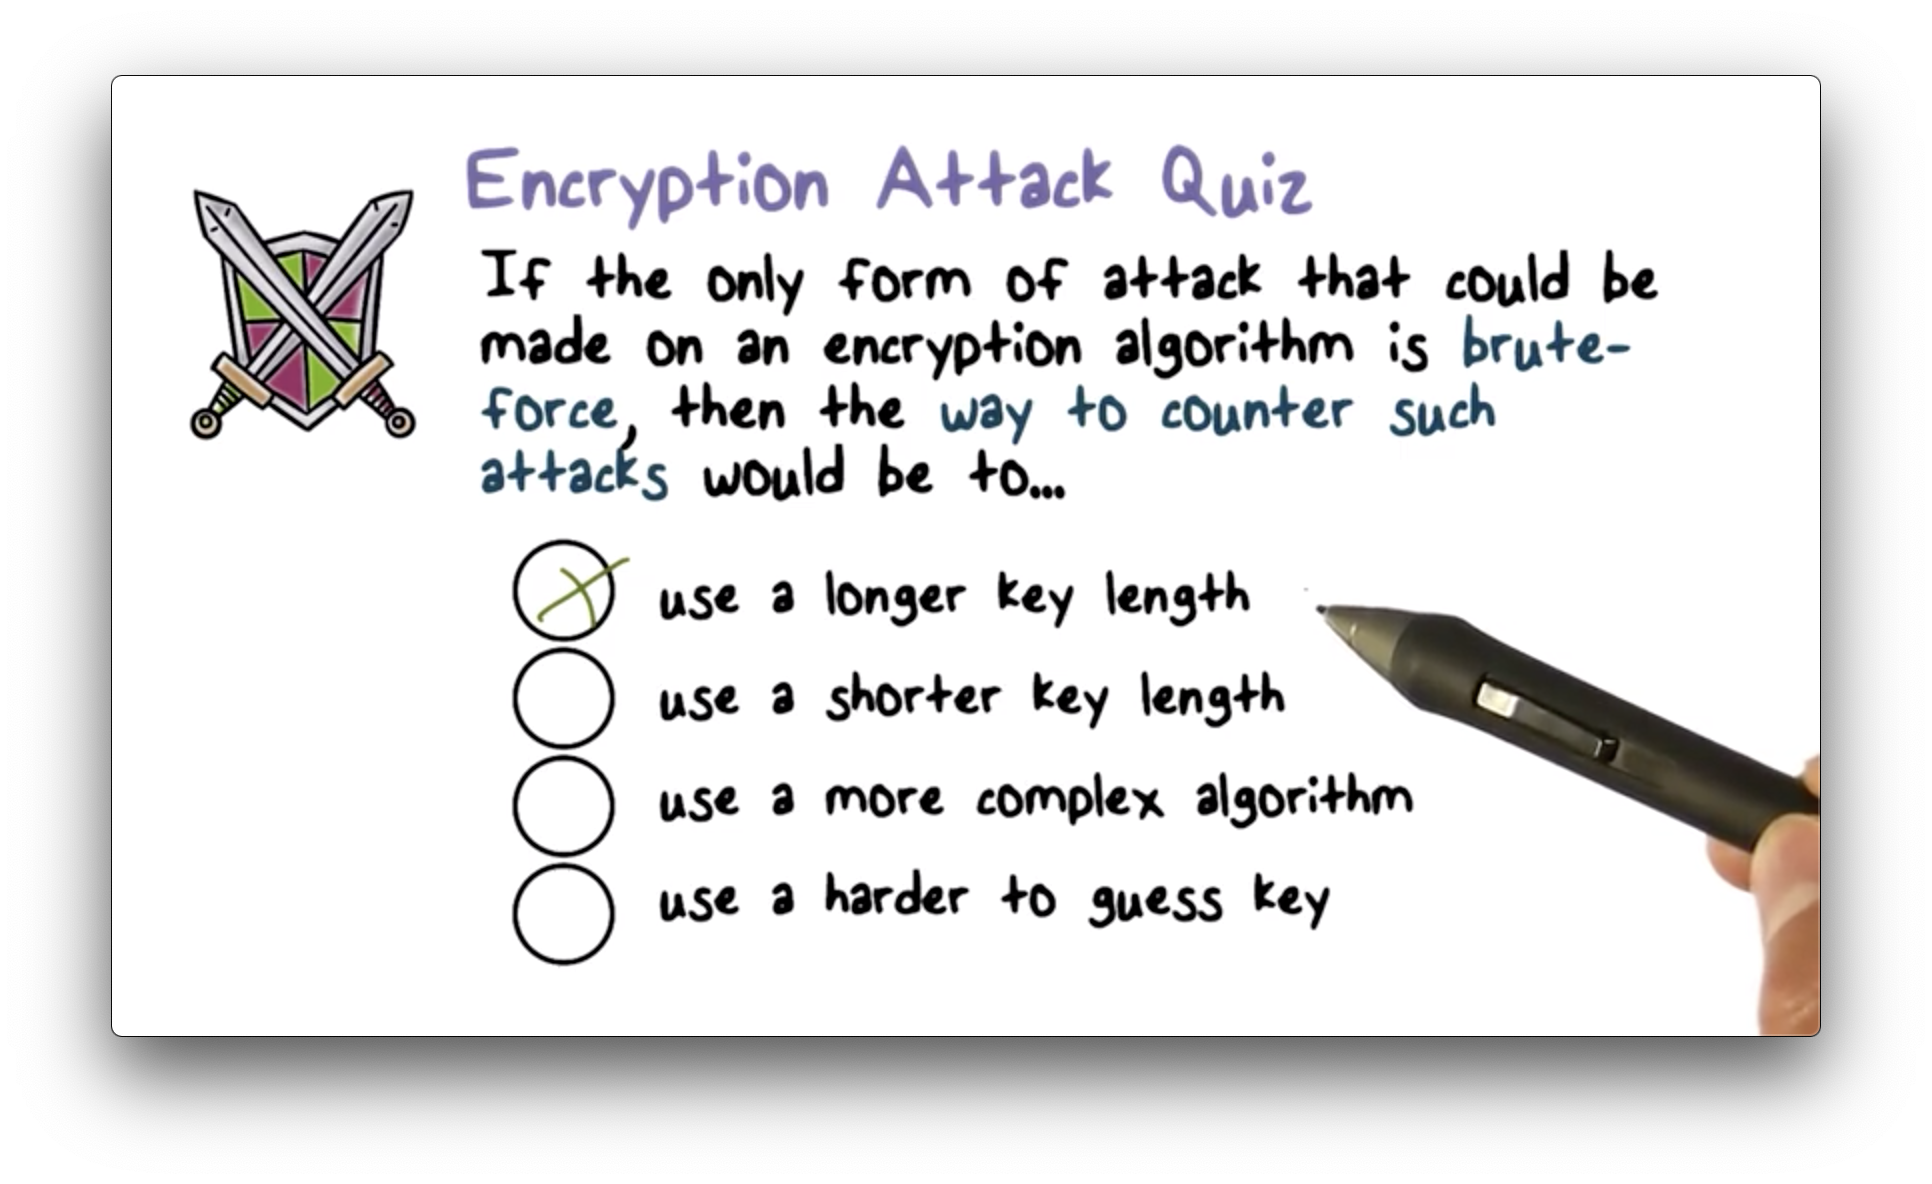 Encryption Attack Quiz
If the only form of attack that could be
made on an encryption algorithm is brute-
force, then the way to counter such
attacks would be to...
use a longer key length
use a shorter key length
use a more complex algorithm
use a harder to guess key